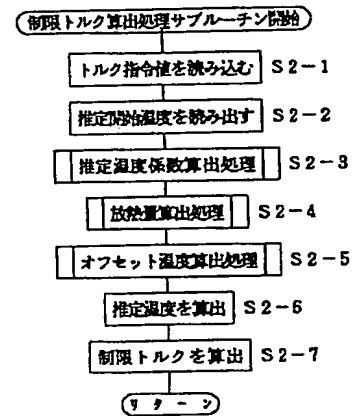 制限トルク算出処理サブルーチン開始
トルク指令値を読み込む S2-1
推定開始温度を読み出す S2-2
推定温度係数算出処理 S2-3
放熱量算出処理 S2-4
オフセット温度算出処理 S2-5
推定温度を算出 S2-6
制限トルクを算出 S2-7
リターン